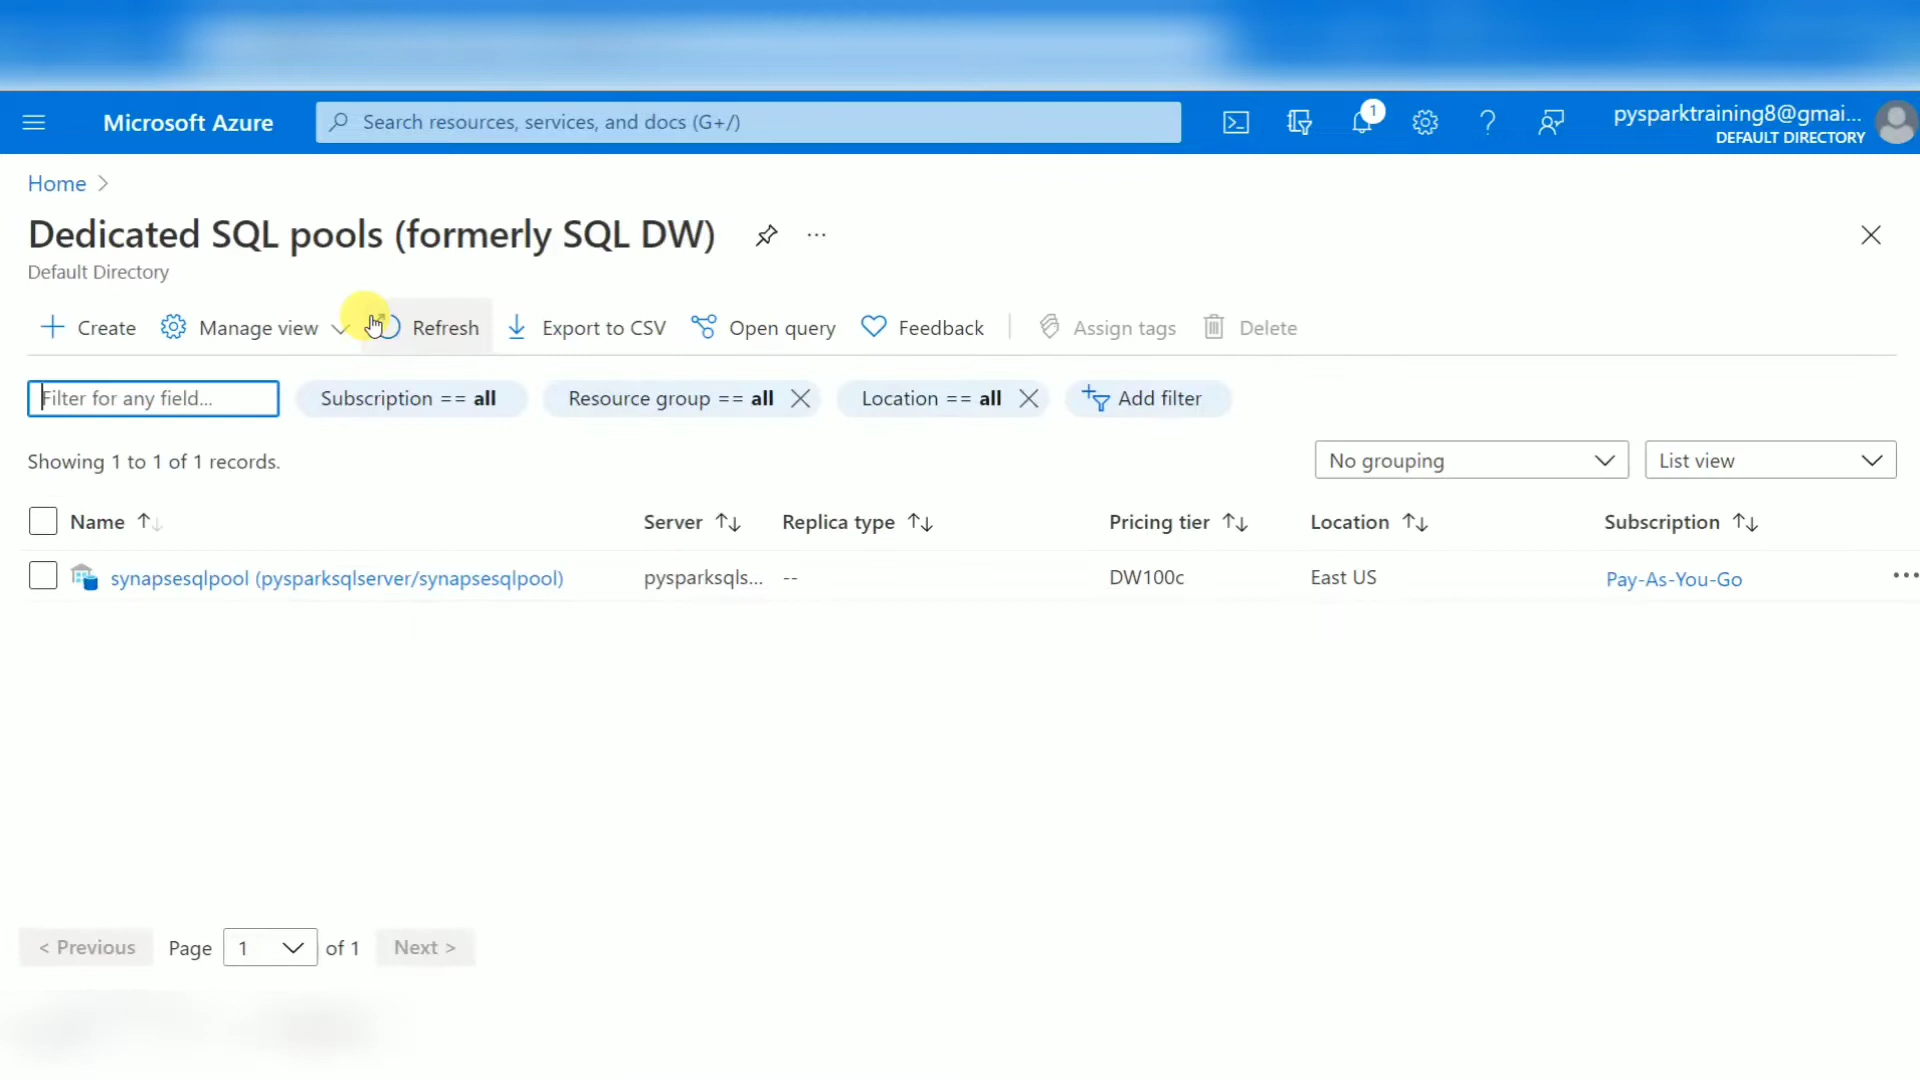 Microsoft Azure
Search resources, services, and docs (G+/)
1
pysparktraining8@gmai...
DEFAULT DIRECTORY
Home
Dedicated SQL pools (formerly SQL DW)
...
Default Directory
Create
Manage view
Refresh
Export to CSV
Open query
Feedback
Assign tags
Delete
Filter for any field...
Subscription == all
Resource group == all
Location == all
Add filter
Showing 1 to 1 of 1 records.
No grouping
List view
Name
Server
Replica type
Pricing tier
Location
Subscription
synapsesqlpool (pysparksqlserver/synapsesqlpool)
pysparksqls...
--
DW100c
East US
Pay-As-You-Go
...
< Previous
Page
1
of 1
Next >